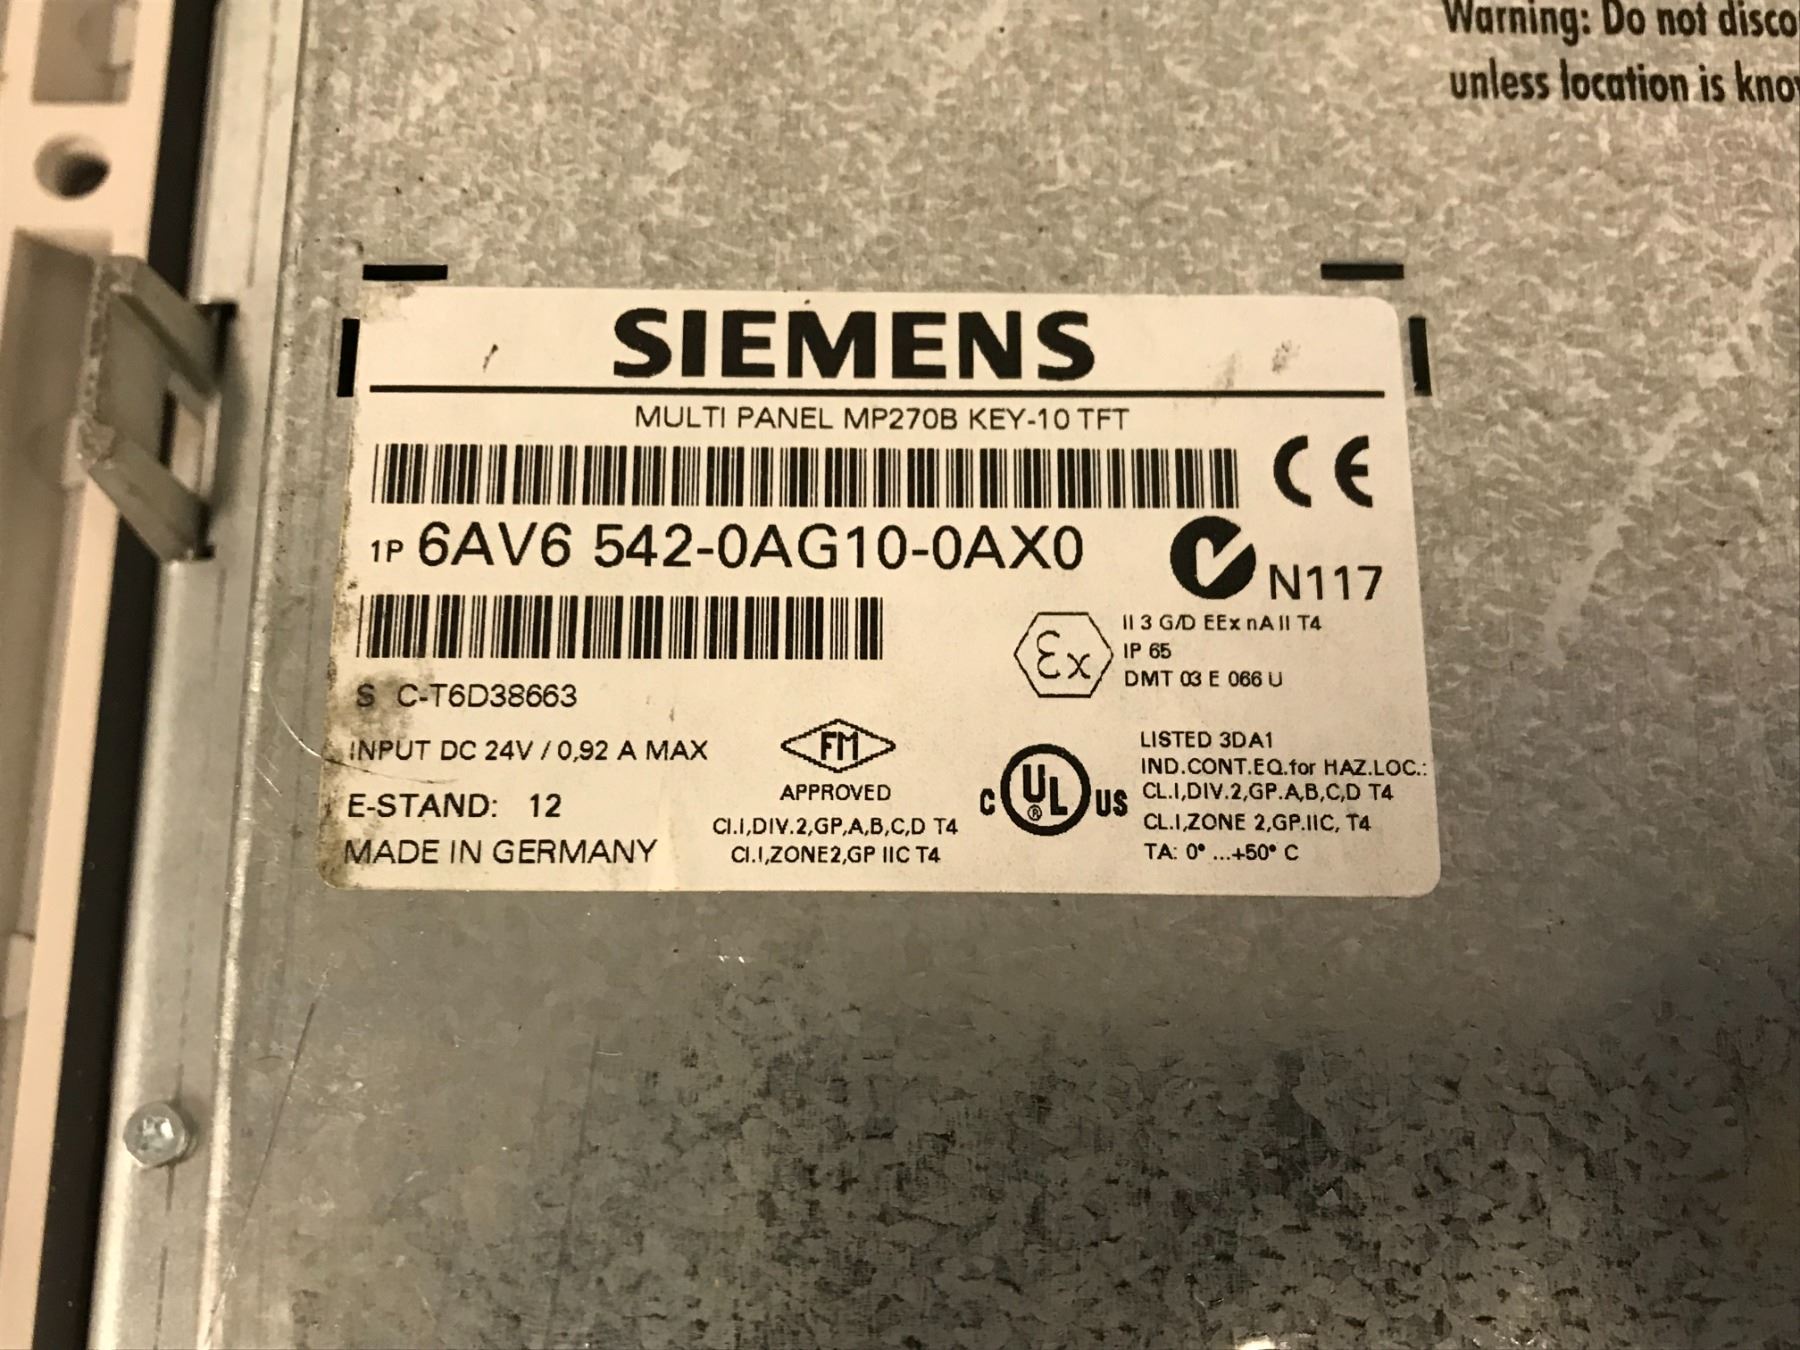 Warning: Do not disco
unless location is kno
SIEMENS
MULTI PANEL MP270B KEY-10 TFT
CE
1P 6AV6 542-0AG10-0AX0
N117
Ex
II 3 G/D EEx nA II T4
IP 65
DMT 03 E 066 U
S C-T6D38663
INPUT DC 24V / 0,92 A MAX
E-STAND: 12
MADE IN GERMANY
FM
APPROVED
Cl.I,DIV.2,GP,A,B,C,D T4
Cl.I,ZONE2,GP IIC T4
C UL ® US
LISTED 3DA1
IND.CONT.EQ.for HAZ.LOC.:
CL.I,DIV.2,GP.A,B,C,D T4
CL.I,ZONE 2,GP.IIC, T4
TA: 0° ...+50° C